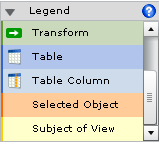 Legend
Transform
Table
Table Column
Selected Object
Subject of View